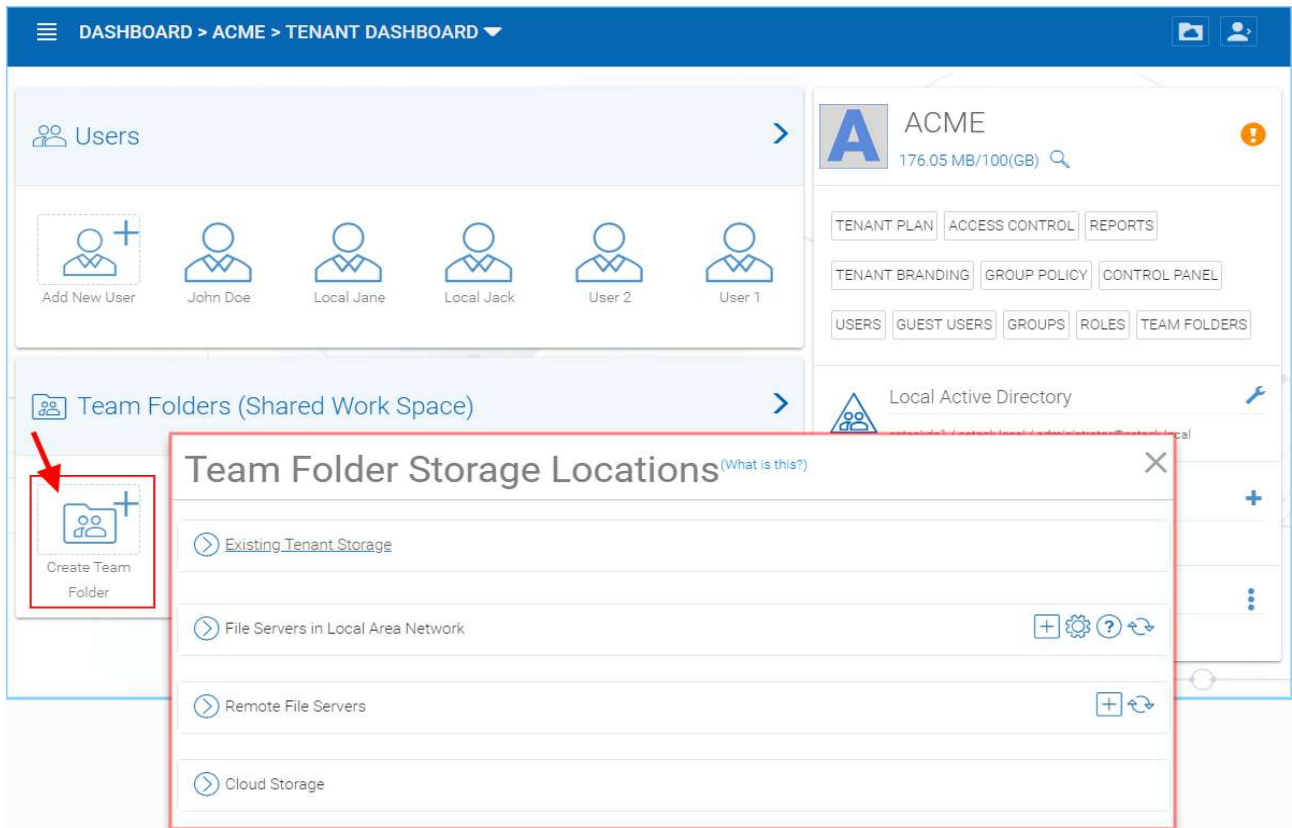 DASHBOARD > ACME > TENANT DASHBOARD
Users
Add New User
John Doe
Local Jane
Local Jack
User 2
User 1
Team Folders (Shared Work Space)
Create Team
Folder
A
ACME
176.05 MB/100(GB)
TENANT PLAN ACCESS CONTROL REPORTS
TENANT BRANDING GROUP POLICY CONTROL PANEL
USERS GUEST USERS GROUPS ROLES TEAM FOLDERS
Local Active Directory
Team Folder Storage Locations (What is this?)
Existing Tenant Storage
File Servers in Local Area Network
Remote File Servers
Cloud Storage